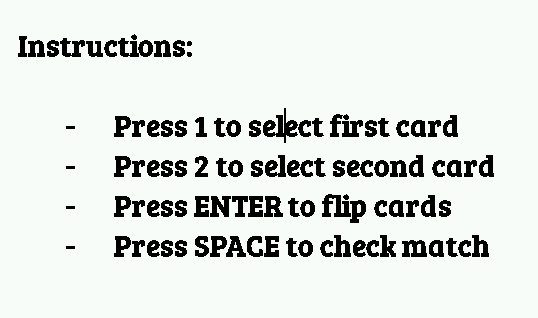 Instructions:
- Press 1 to select first card
- Press 2 to select second card
- Press ENTER to flip cards
- Press SPACE to check match